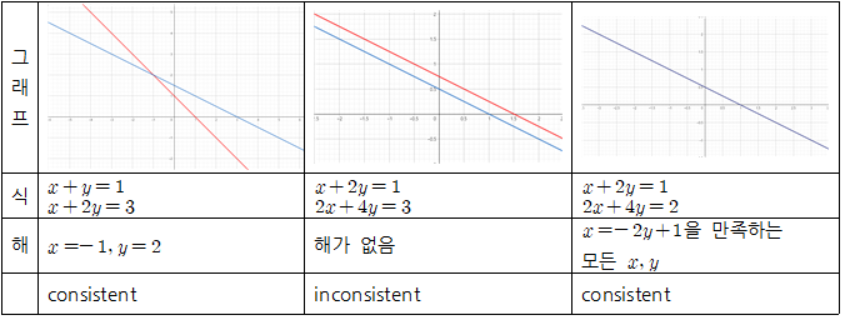 그래프
식
x+y=1
x+2y=3
x+2y=1
2x+4y=3
x+2y=1
2x+4y=2
해
x=−1, y=2
해가 없음
x=−2y+1을 만족하는
모든 x, y
consistent
inconsistent
consistent